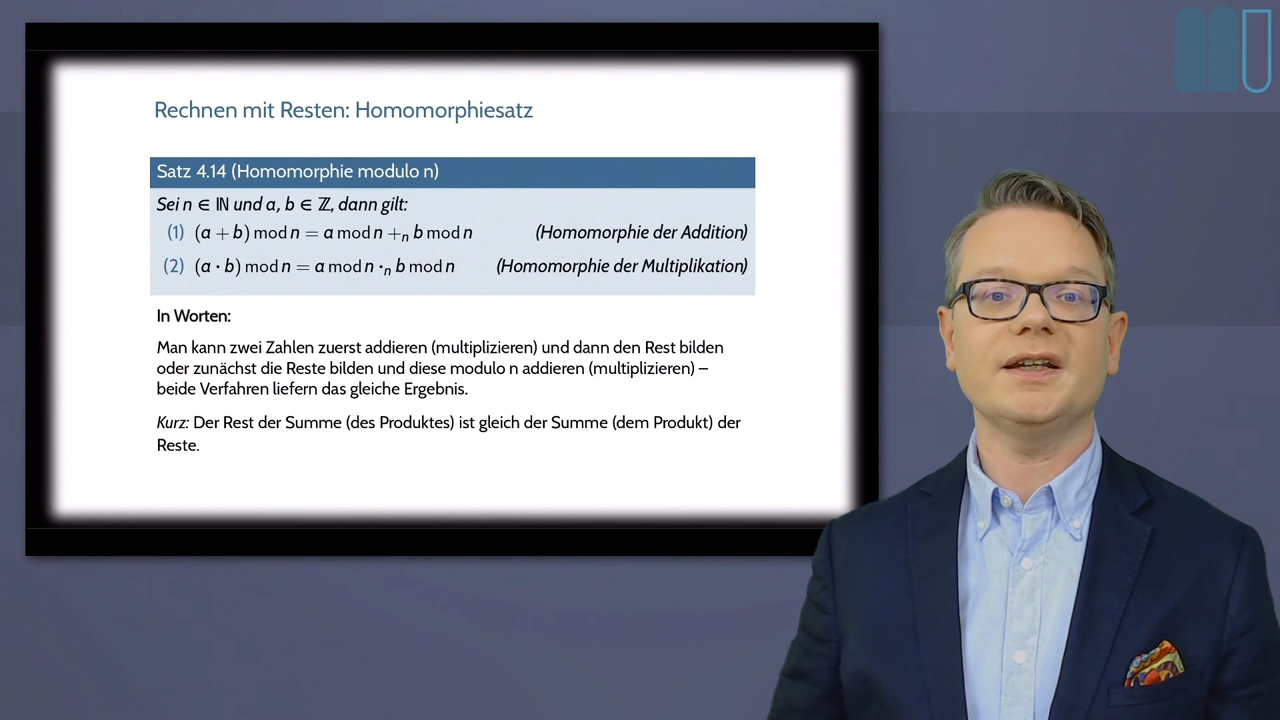 Rechnen mit Resten: Homomorphiesatz
Satz 4.14 (Homomorphie modulo n)
Sei n ∈ ℕ und a, b ∈ ℤ, dann gilt:
(1) (a + b) mod n = a mod n +ₙ b mod n (Homomorphie der Addition)
(2) (a · b) mod n = a mod n ·ₙ b mod n (Homomorphie der Multiplikation)
In Worten:
Man kann zwei Zahlen zuerst addieren (multiplizieren) und dann den Rest bilden
oder zunächst die Reste bilden und diese modulo n addieren (multiplizieren) –
beide Verfahren liefern das gleiche Ergebnis.
Kurz: Der Rest der Summe (des Produktes) ist gleich der Summe (dem Produkt) der
Reste.